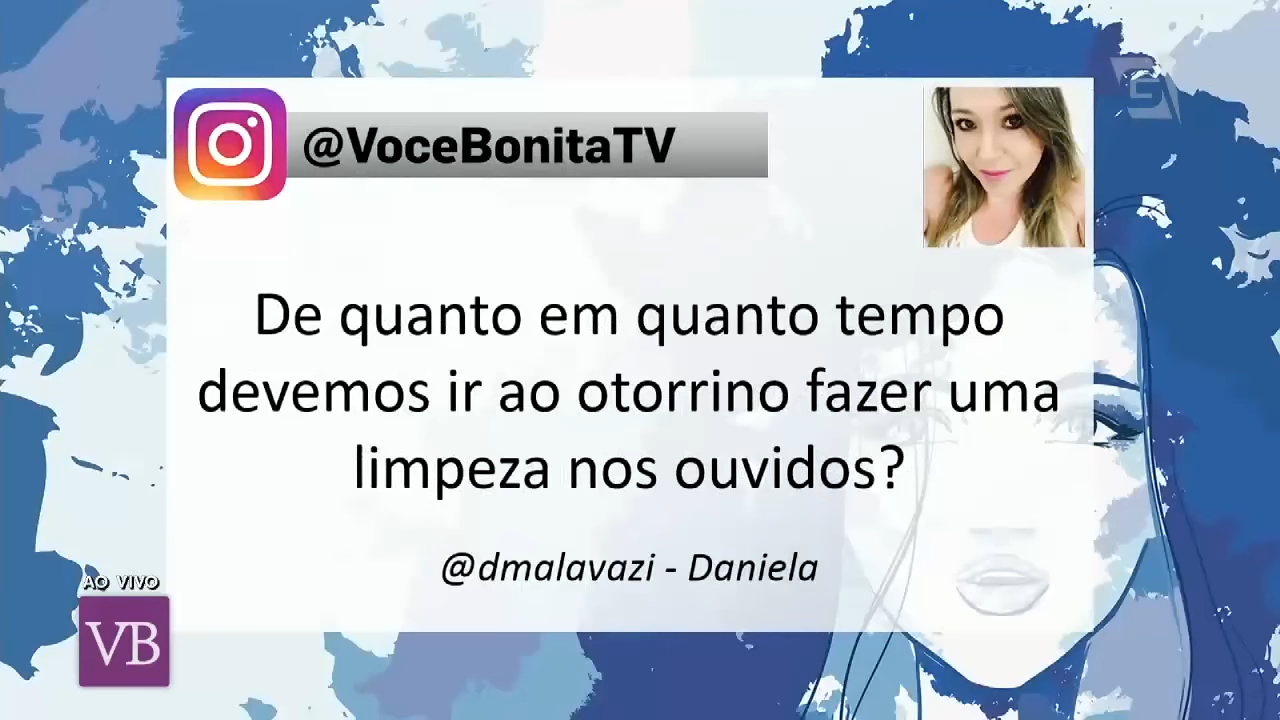 @VoceBonitaTV
De quanto em quanto tempo
devemos ir ao otorrino fazer uma
limpeza nos ouvidos?
@dmalavazi - Daniela
AO VIVO
VB